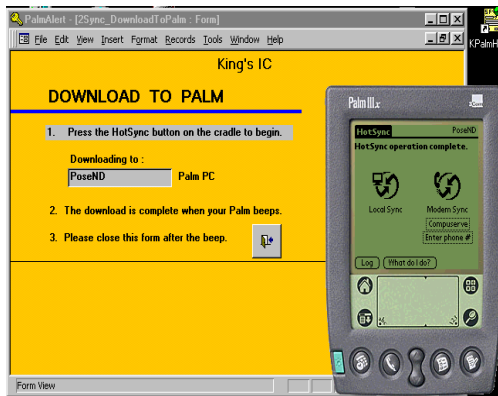 PalmAlert - [2Sync_DownloadToPalm : Form]
File Edit View Insert Format Records Tools Window Help
King's IC
DOWNLOAD TO PALM
1. Press the HotSync button on the cradle to begin.
Downloading to :
PoseND Palm PC
2. The download is complete when your Palm beeps.
3. Please close this form after the beep.
Form View
KPalmH
Palm IIIx
3Com
HotSync PoseND
HotSync operation complete.
Local Sync Modem Sync
Compuserve
Enter phone #
Log What do I do?